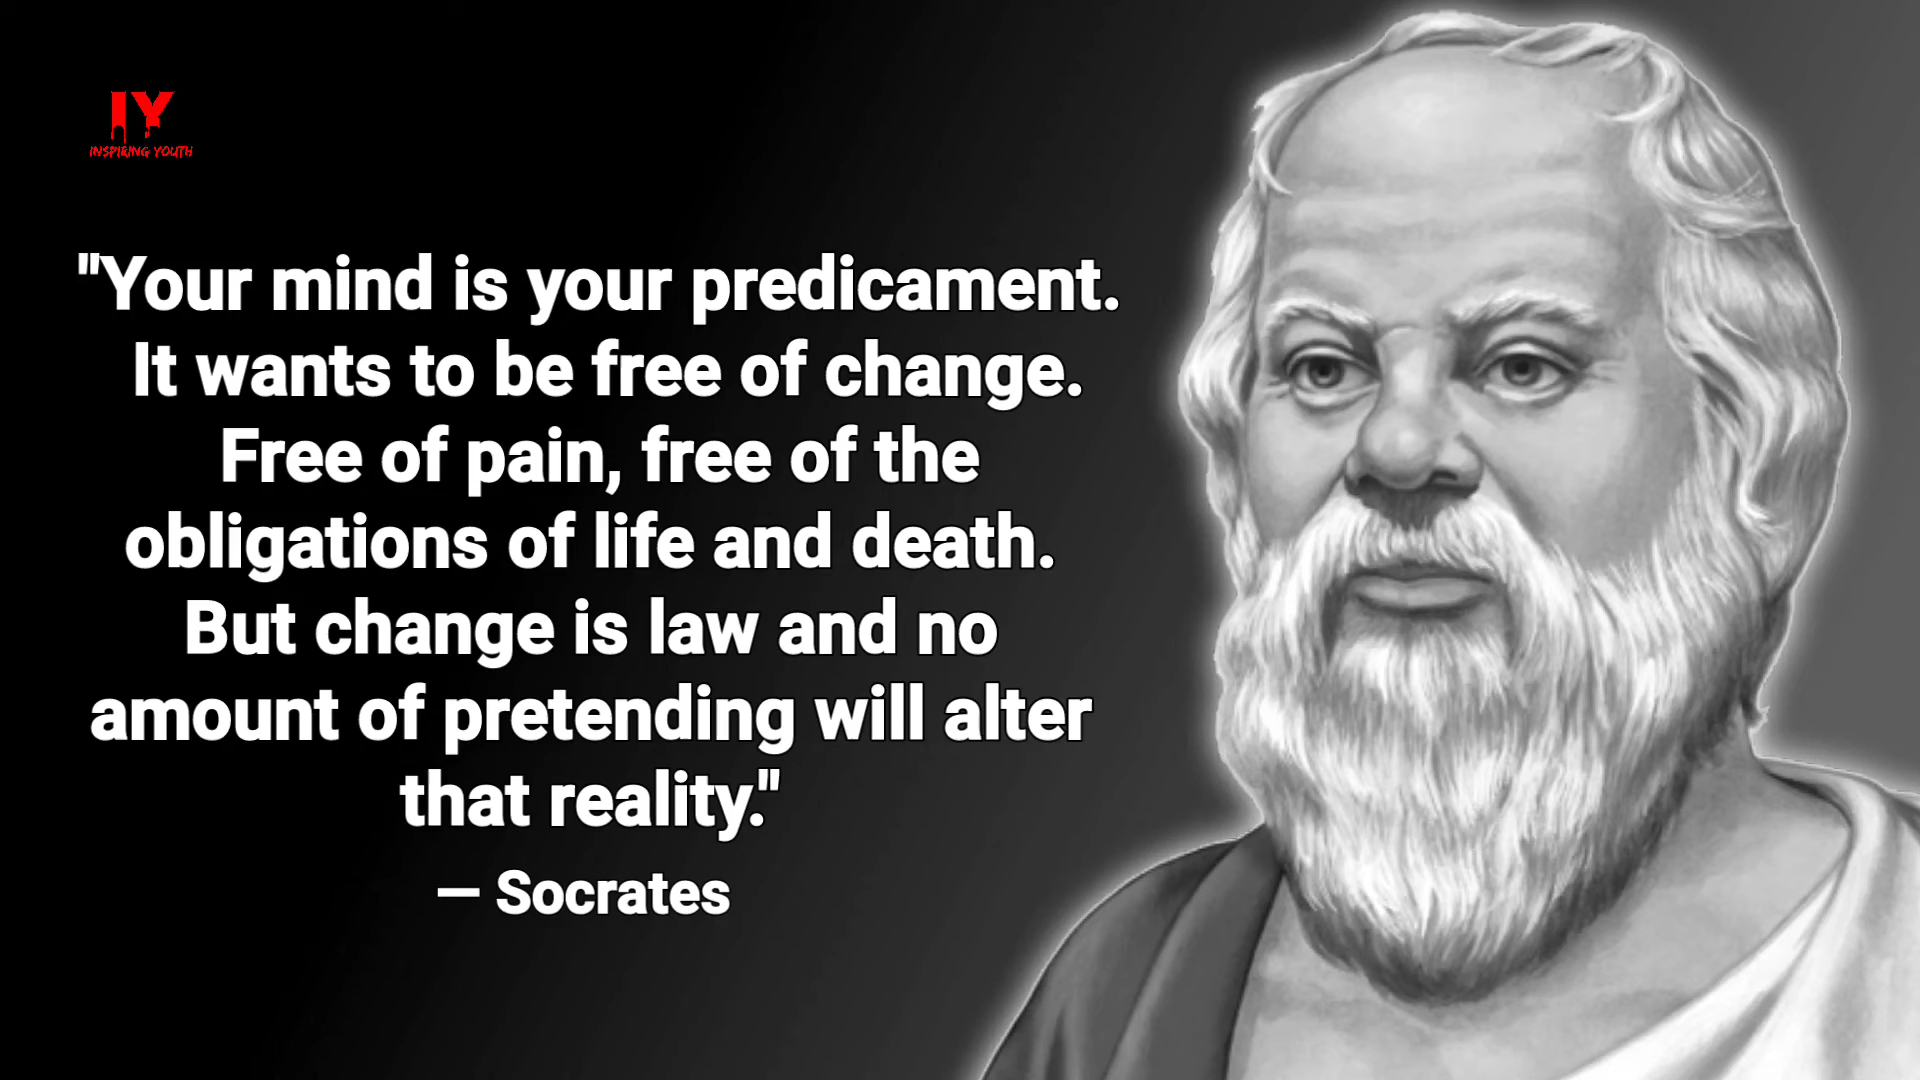 IY
INSPIRING YOUTH
"Your mind is your predicament.
It wants to be free of change.
Free of pain, free of the
obligations of life and death.
But change is law and no
amount of pretending will alter
that reality."
— Socrates